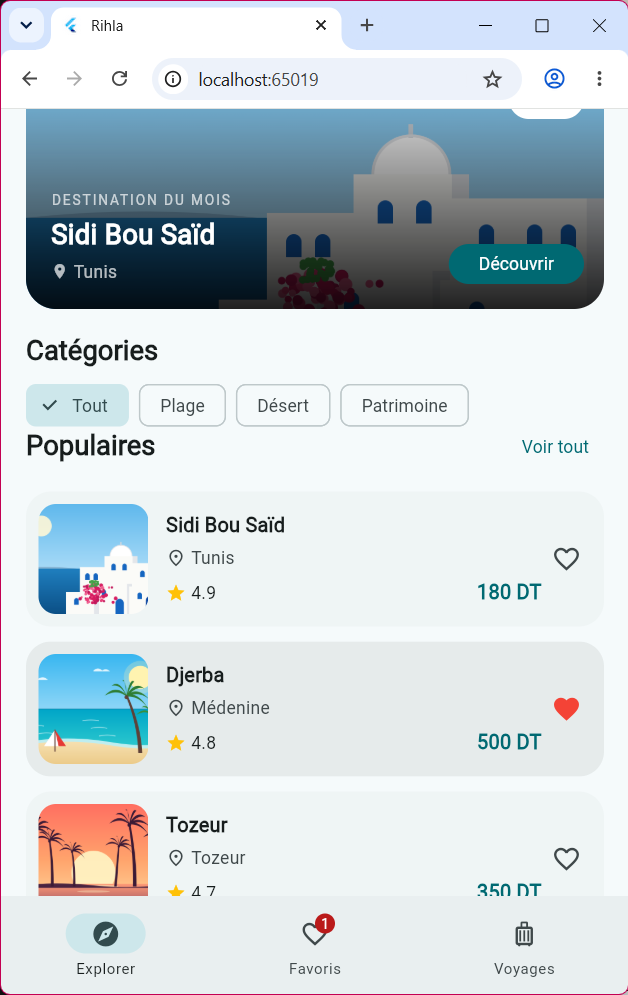 Rihla
localhost:65019
DESTINATION DU MOIS
Sidi Bou Saïd
Tunis
Découvrir
Catégories
Tout Plage Désert Patrimoine
Populaires Voir tout
Sidi Bou Saïd
Tunis
4.9 180 DT
Djerba
Médenine
4.8 500 DT
Tozeur
Tozeur
4.7 350 DT
1
Explorer Favoris Voyages